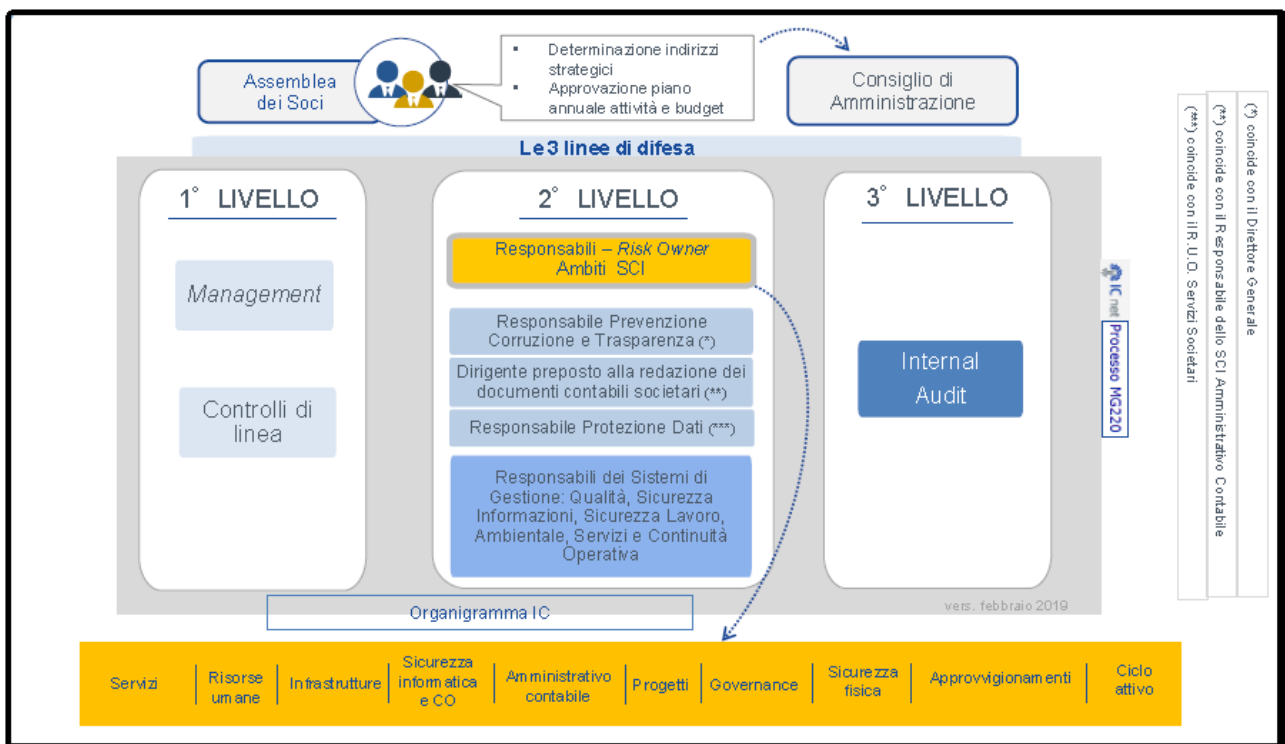 Assemblea
dei Soci
▪ Determinazione indirizzi
strategici
▪ Approvazione piano
annuale attività e budget
Consiglio di
Amministrazione
Le 3 linee di difesa
1° LIVELLO
Management
Controlli di
linea
2° LIVELLO
Responsabili – Risk Owner
Ambiti SCI
Responsabile Prevenzione
Corruzione e Trasparenza (*)
Dirigente preposto alla redazione dei
documenti contabili societari (**)
Responsabile Protezione Dati (***)
Responsabili dei Sistemi di
Gestione: Qualità, Sicurezza
Informazioni, Sicurezza Lavoro,
Ambientale, Servizi e Continuità
Operativa
3° LIVELLO
Internal
Audit
vers. febbraio 2019
Organigramma IC
IC net
Processo MG220
(*) coincide con il Direttore Generale
(**) coincide con il Responsabile dello SCI Amministrativo Contabile
(***) coincide con il R.U.O. Servizi Societari
Servizi
Risorse
umane
Infrastrutture
Sicurezza
informatica
e CO
Amministrativo
contabile
Progetti
Governance
Sicurezza
fisica
Approvvigionamenti
Ciclo
attivo